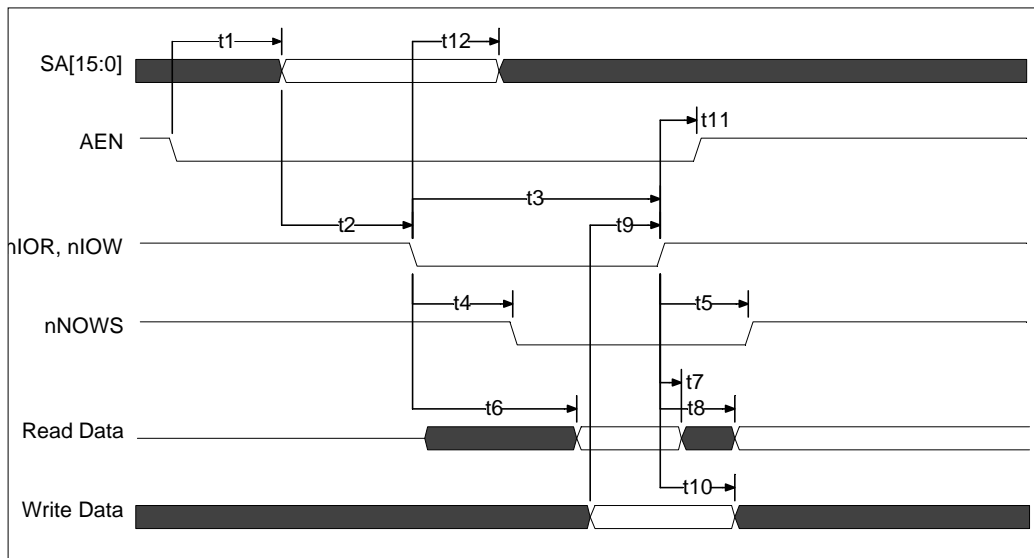 t1
t12
SA[15:0]
AEN
t11
t3
t2
t9
nIOR, nIOW
t4
t5
nNOWS
t7
t6
t8
Read Data
t10
Write Data